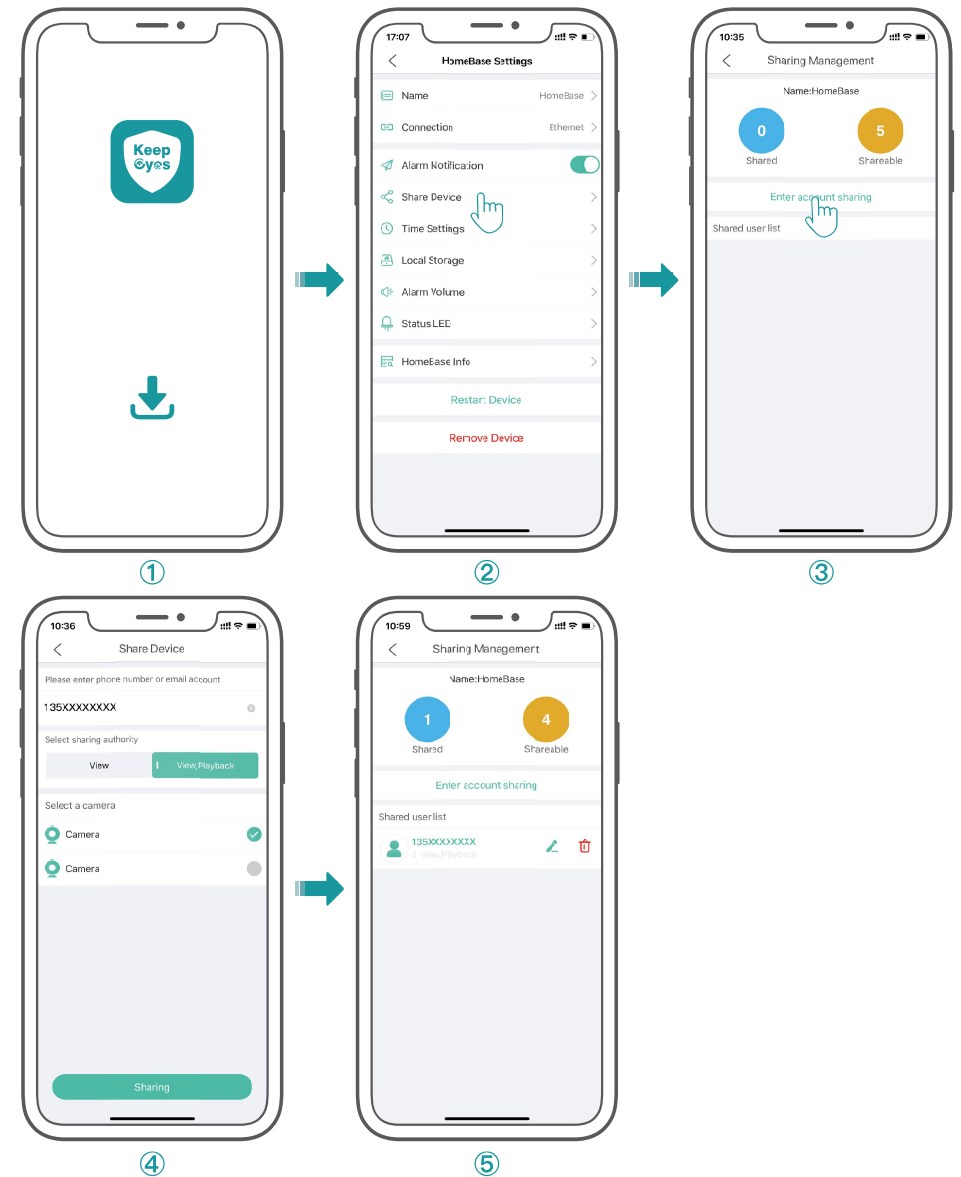 Keep
Eyes
①
17:07
HomeBase Settings
Name HomeBase
Connection Ethernet
Alarm Notification
Share Device
Time Settings
Local Storage
Alarm Volume
Status LED
HomeBase Info
Restart Device
Remove Device
②
10:35
Sharing Management
Name:HomeBase
0 5
Shared Shareable
Enter account sharing
Shared user list
③
10:36
Share Device
Please enter phone number or email account
135XXXXXXXX
Select sharing authority
View View,Playback
Select a camera
Camera
Camera
Sharing
④
10:59
Sharing Management
Name:HomeBase
1 4
Shared Shareable
Enter account sharing
Shared user list
135XXXXXXXX
View,Playback
⑤